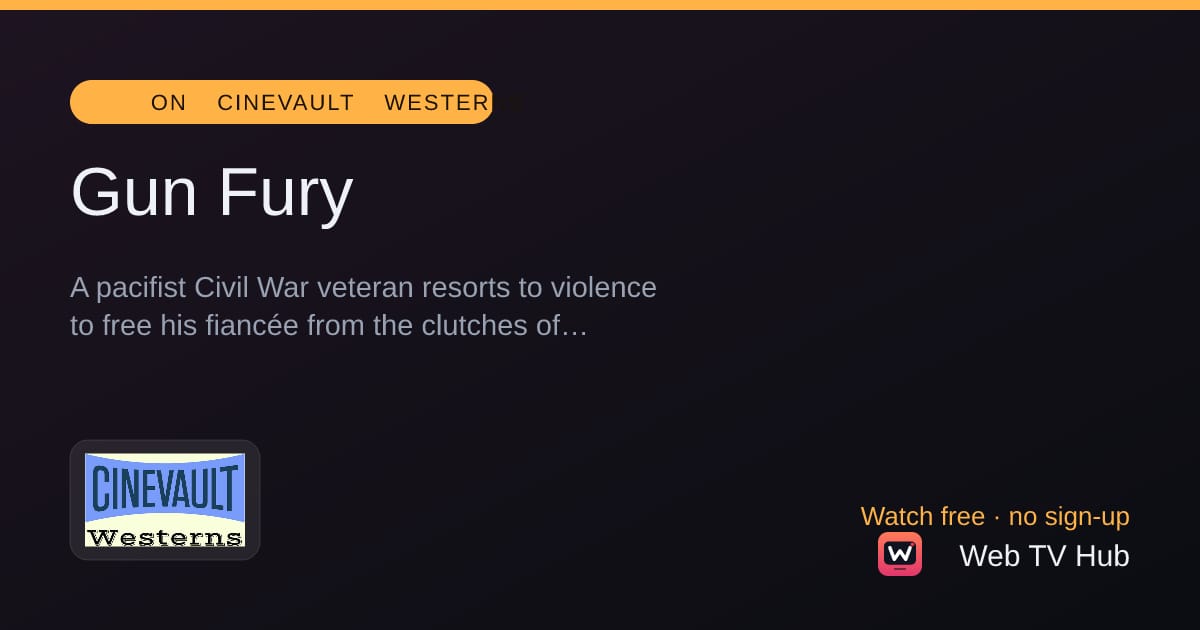 ON CINEVAULT WESTER
Gun Fury
A pacifist Civil War veteran resorts to violence
to free his fiancée from the clutches of…
CINEVAULT
Westerns
Watch free · no sign-up
W
Web TV Hub